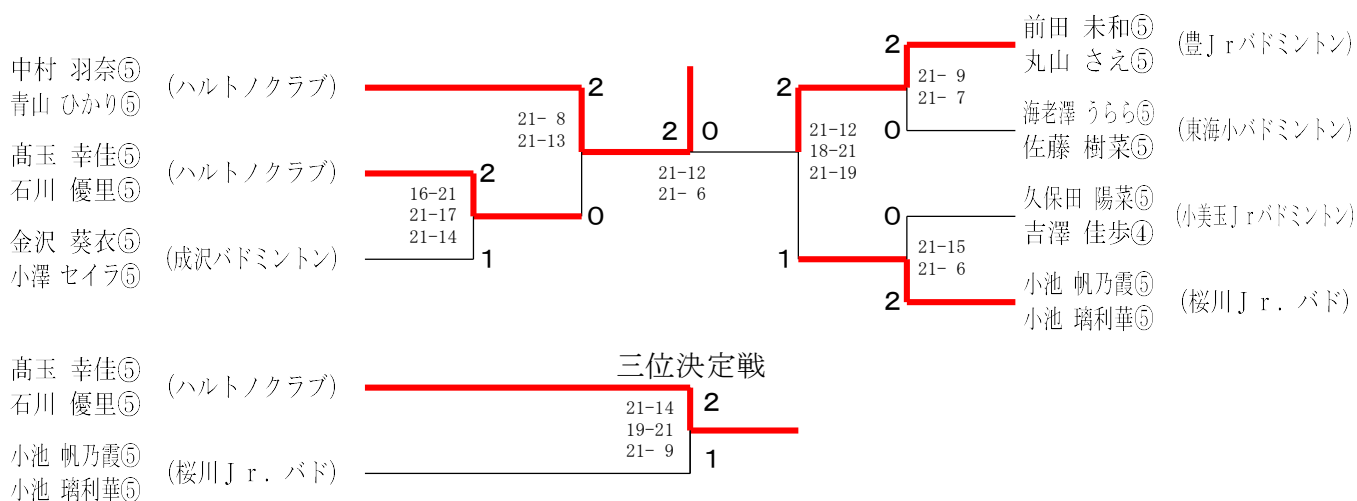 中村 羽奈⑤
青山 ひかり⑤
(ハルトノクラブ)
髙玉 幸佳⑤
石川 優里⑤
(ハルトノクラブ)
金沢 葵衣⑤
小澤 セイラ⑤
(成沢バドミントン)
2
21- 8
21-13
2
16-21
21-17
21-14
0
1
2
0
21-12
21- 6
前田 未和⑤
丸山 さえ⑤
(豊Ｊｒバドミントン)
海老澤 うらら⑤
佐藤 樹菜⑤
(東海小バドミントン)
久保田 陽菜⑤
吉澤 佳歩④
(小美玉Ｊｒバドミントン)
小池 帆乃霞⑤
小池 璃利華⑤
(桜川Ｊｒ．バド)
2
21- 9
21- 7
2
0
21-12
18-21
21-19
0
21-15
21- 6
1
2
三位決定戦
髙玉 幸佳⑤
石川 優里⑤
(ハルトノクラブ)
小池 帆乃霞⑤
小池 璃利華⑤
(桜川Ｊｒ．バド)
21-14
19-21
21- 9
2
1